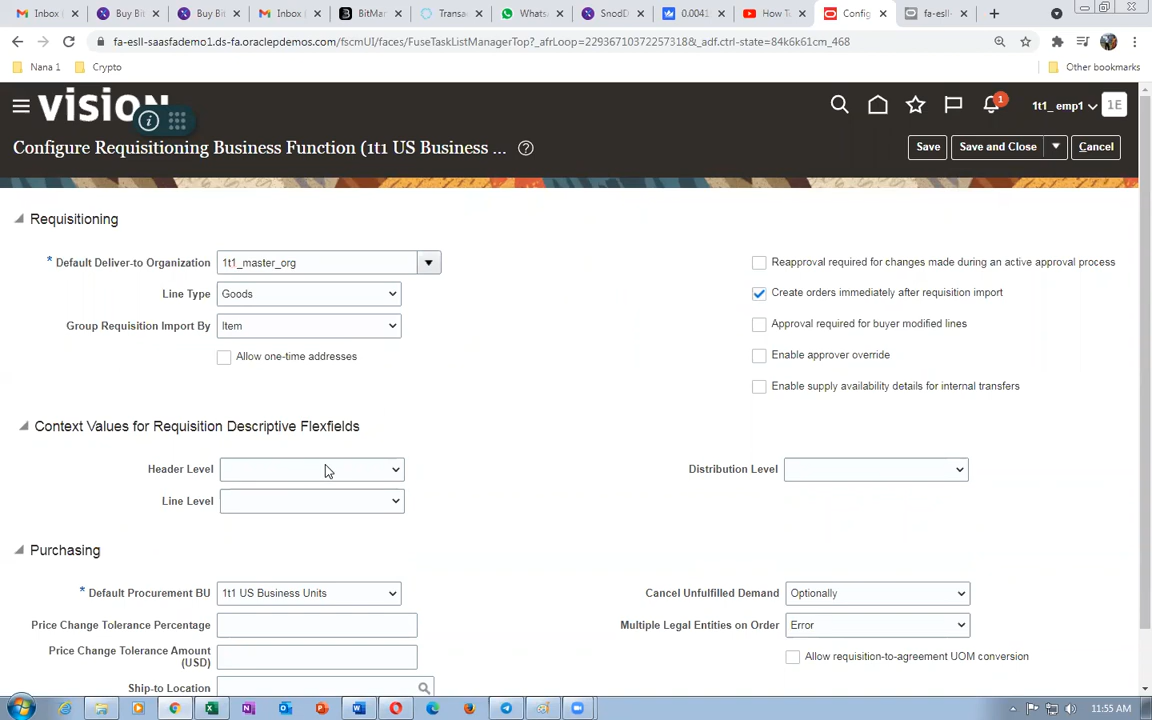 Inbox (
Buy Bit
Buy Bit
Inbox (
BitMar
Transac
Whats
SnodD
0.0041
How T
Config
fa-esll
fa-esll-saasfademo1.ds-fa.oraclepdemos.com/fscmUI/faces/FuseTaskListManagerTop?_afrLoop=22936710372257318&_adf.ctrl-state=84k6k61cm_468
Nana 1
Crypto
Other bookmarks
vision
1
1t1_ emp1
1E
Configure Requisitioning Business Function (1t1 US Business ...
Save
Save and Close
Cancel
Requisitioning
* Default Deliver-to Organization
1t1_master_org
Reapproval required for changes made during an active approval process
Line Type
Goods
Create orders immediately after requisition import
Group Requisition Import By
Item
Approval required for buyer modified lines
Allow one-time addresses
Enable approver override
Enable supply availability details for internal transfers
Context Values for Requisition Descriptive Flexfields
Header Level
Distribution Level
Line Level
Purchasing
* Default Procurement BU
1t1 US Business Units
Cancel Unfulfilled Demand
Optionally
Price Change Tolerance Percentage
Multiple Legal Entities on Order
Error
Price Change Tolerance Amount
(USD)
Allow requisition-to-agreement UOM conversion
Ship-to Location
11:55 AM